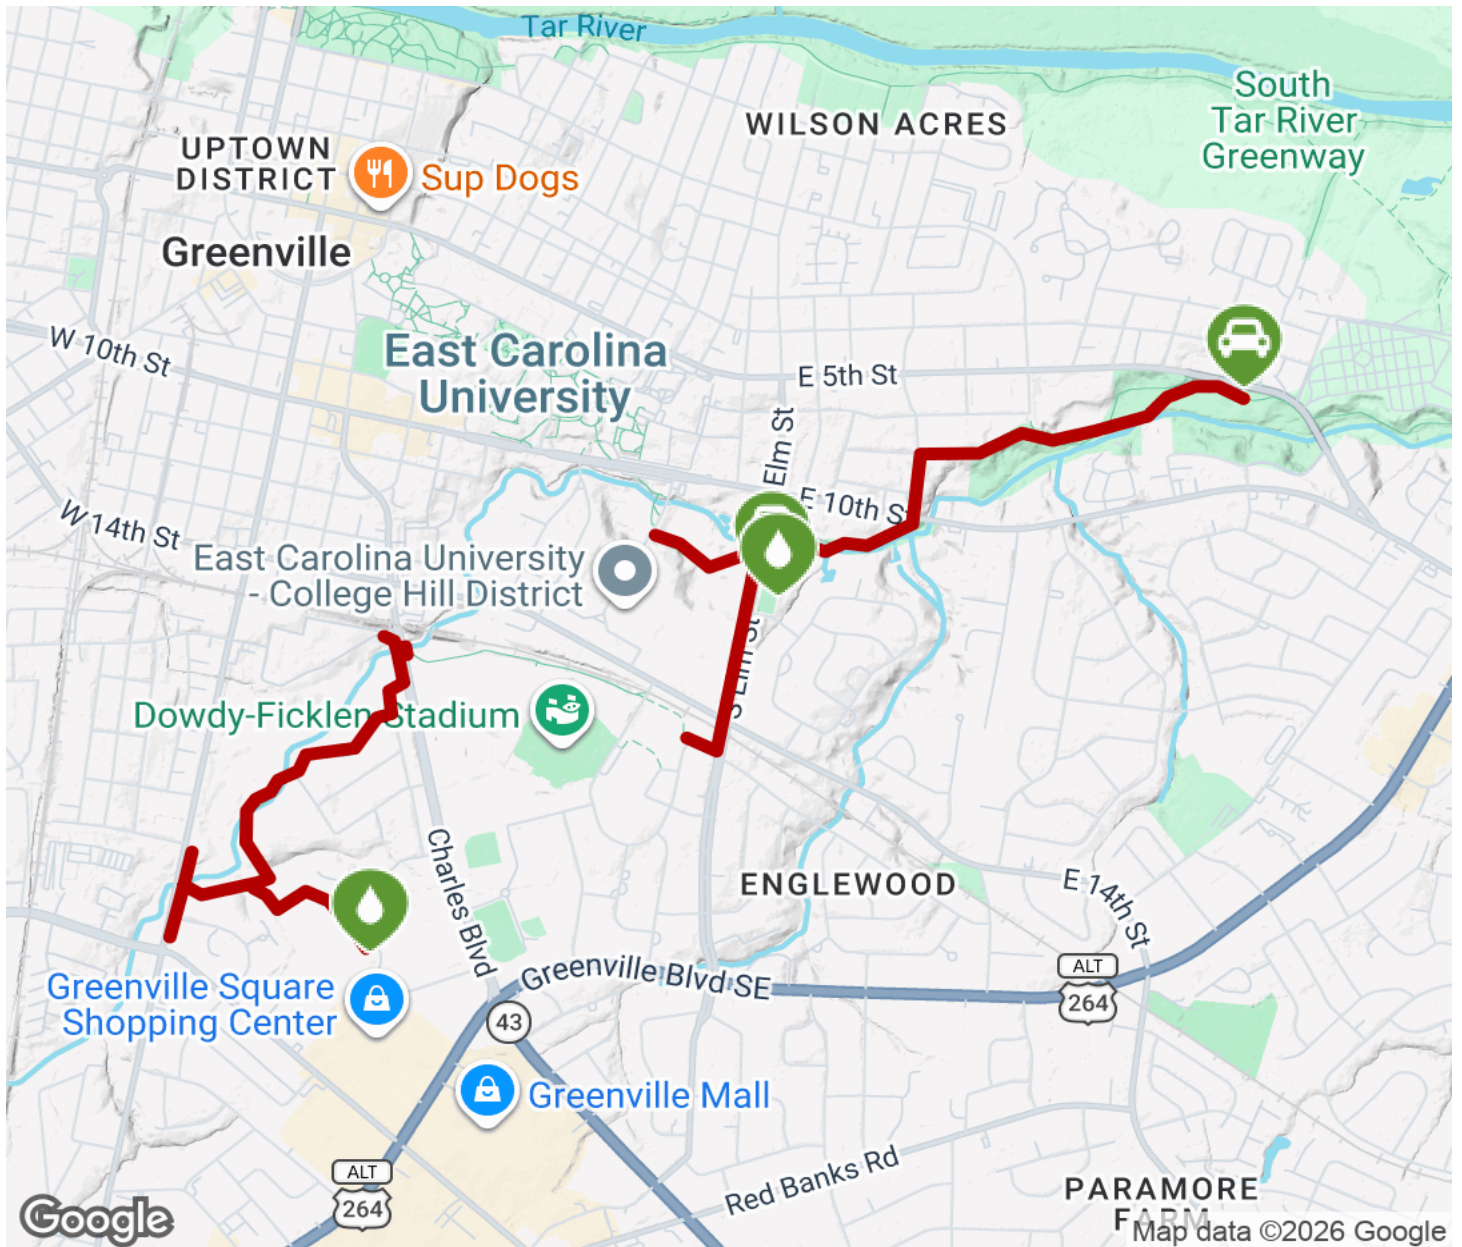 Tar River
South
Tar River
Greenway
WILSON ACRES
UPTOWN
DISTRICT
Sup Dogs
Greenville
W 10th St
East Carolina
University
E 5th St
Elm St
E 10th St
W 14th St
East Carolina University
- College Hill District
S Elm St
Dowdy-Ficklen Stadium
Charles Blvd
ENGLEWOOD
E 14th St
Greenville Square
Shopping Center
Greenville Blvd SE
ALT
264
43
Greenville Mall
Red Banks Rd
ALT
264
PARAMORE
FARM
Google
Map data ©2026 Google